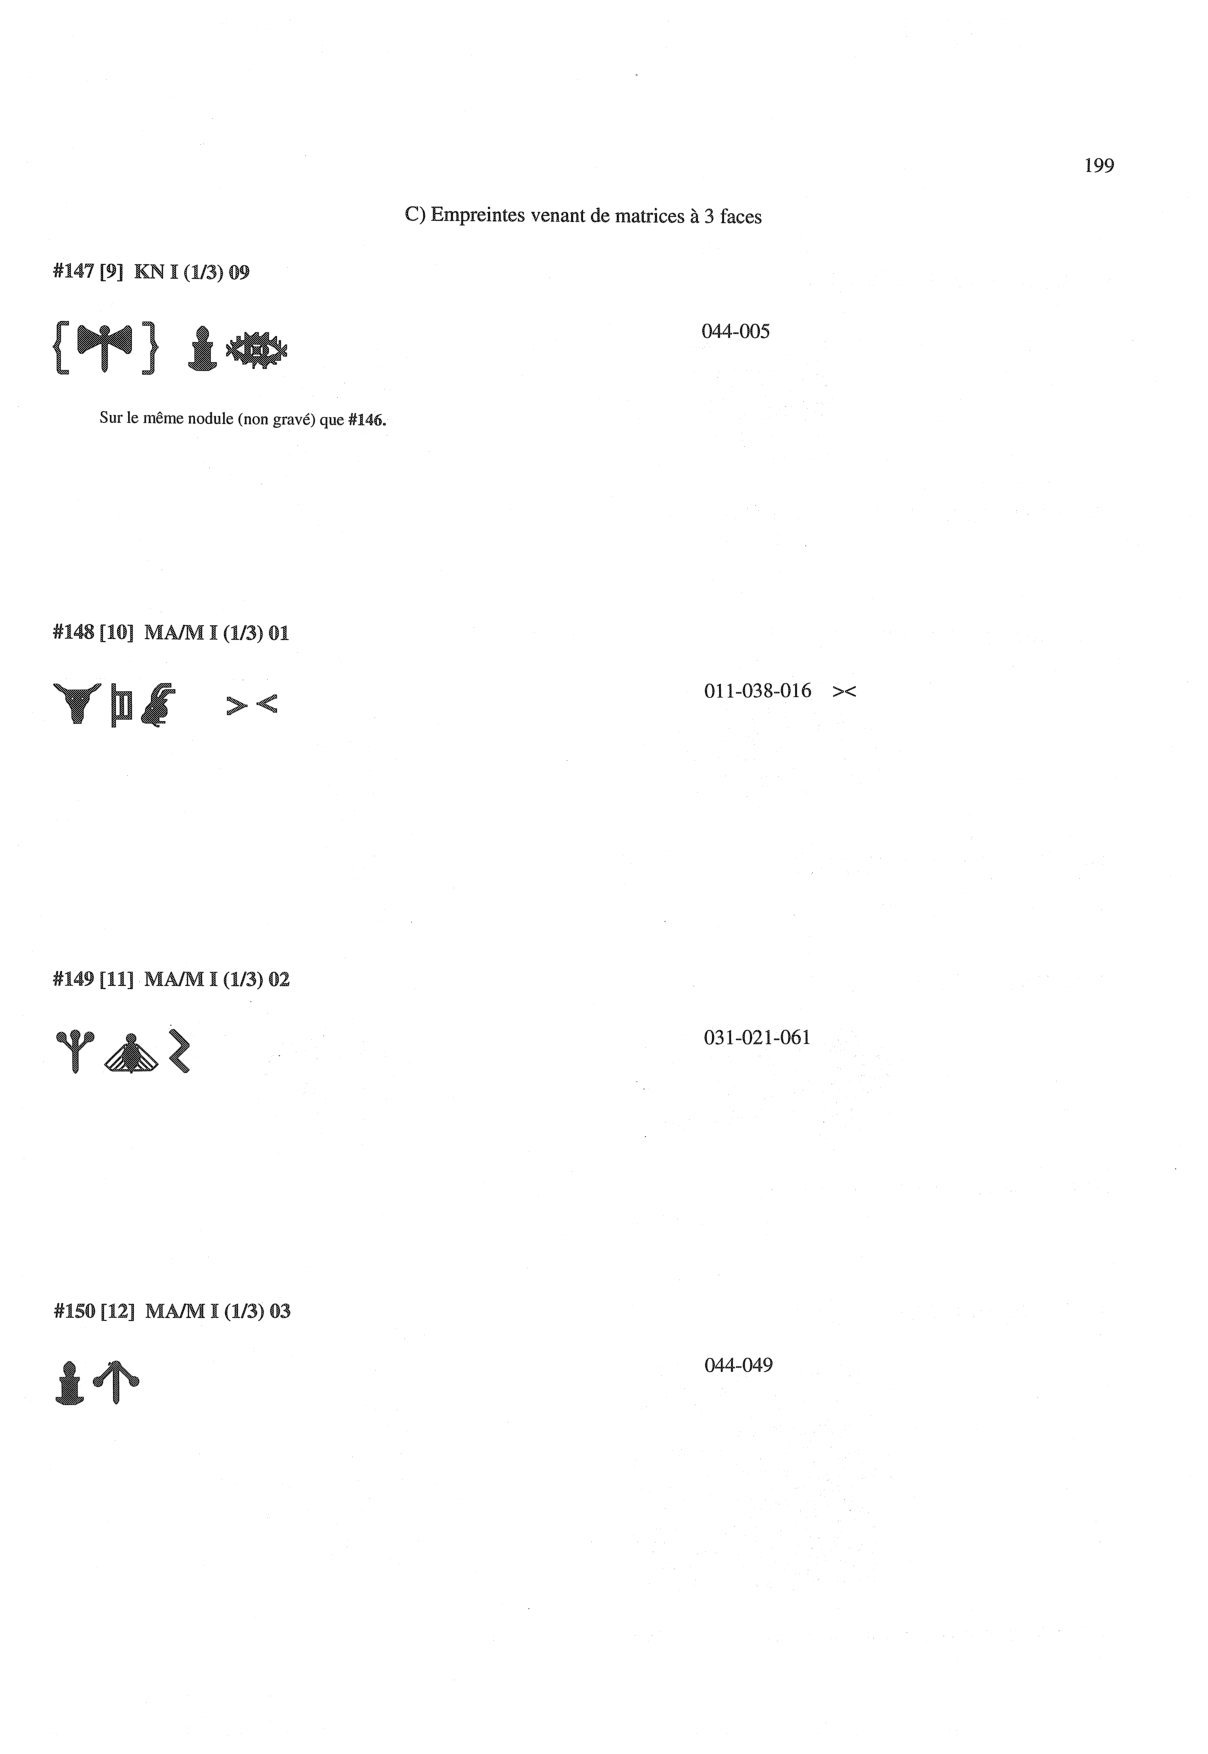 199
C) Empreintes venant de matrices à 3 faces
#147 [9] KN I (1/3) 09
044-005
Sur le même nodule (non gravé) que #146.
#148 [10] MA/M I (1/3) 01
011-038-016 ><
#149 [11] MA/M I (1/3) 02
031-021-061
#150 [12] MA/M I (1/3) 03
044-049